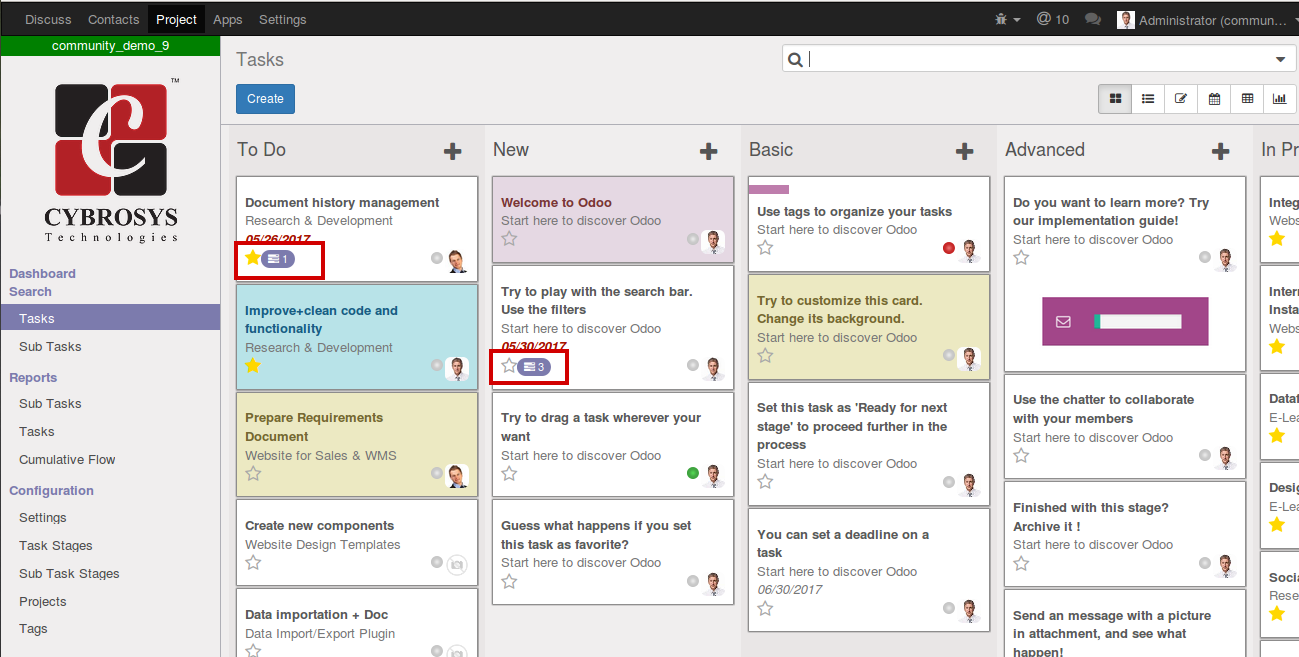 Discuss Contacts Project Apps Settings
@ 10 Administrator (commun...
community_demo_9
CYBROSYS
Technologies
TM
Dashboard
Search
Tasks
Sub Tasks
Reports
Sub Tasks
Tasks
Cumulative Flow
Configuration
Settings
Task Stages
Sub Task Stages
Projects
Tags
Tasks
Create
To Do
Document history management
Research & Development
05/26/2017
1
Improve+clean code and
functionality
Research & Development
Prepare Requirements
Document
Website for Sales & WMS
Create new components
Website Design Templates
Data importation + Doc
Data Import/Export Plugin
New
Welcome to Odoo
Start here to discover Odoo
Try to play with the search bar.
Use the filters
Start here to discover Odoo
05/30/2017
3
Try to drag a task wherever your
want
Start here to discover Odoo
Guess what happens if you set
this task as favorite?
Start here to discover Odoo
Basic
Use tags to organize your tasks
Start here to discover Odoo
Try to customize this card.
Change its background.
Start here to discover Odoo
Set this task as 'Ready for next
stage' to proceed further in the
process
Start here to discover Odoo
You can set a deadline on a
task
Start here to discover Odoo
06/30/2017
Advanced
Do you want to learn more? Try
our implementation guide!
Start here to discover Odoo
Use the chatter to collaborate
with your members
Start here to discover Odoo
Finished with this stage?
Archive it !
Start here to discover Odoo
Send an message with a picture
in attachment, and see what
happen!
In Pr
Integ
Webs
Intern
Insta
Webs
Dataf
E-Lea
Desig
E-Lea
Socia
Rese